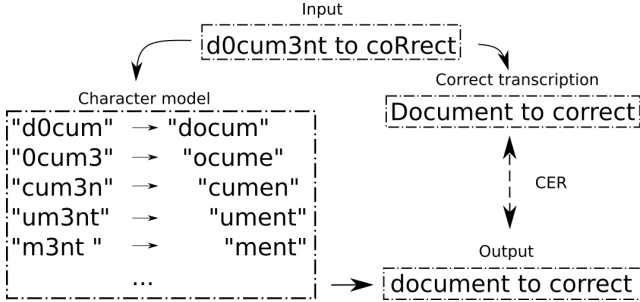 Input
d0cum3nt to coRrect
Correct transcription
Document to correct
Character model
"d0cum" → "docum"
"0cum3" → "ocume"
"cum3n" → "cumen"
"um3nt" → "ument"
"m3nt " → "ment"
...
CER
Output
document to correct